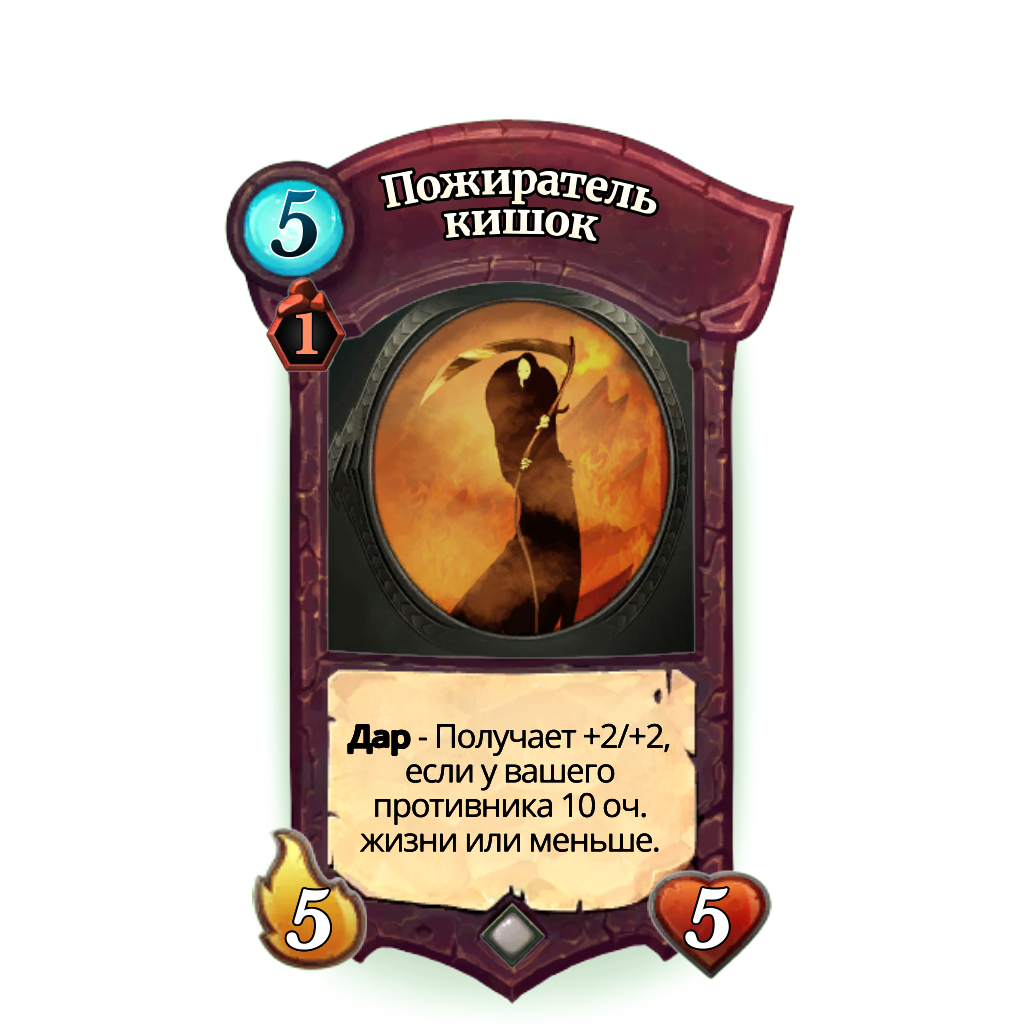 Пожиратель
кишок
5
1
Дар - Получает +2/+2,
если у вашего
противника 10 оч.
жизни или меньше.
5
5